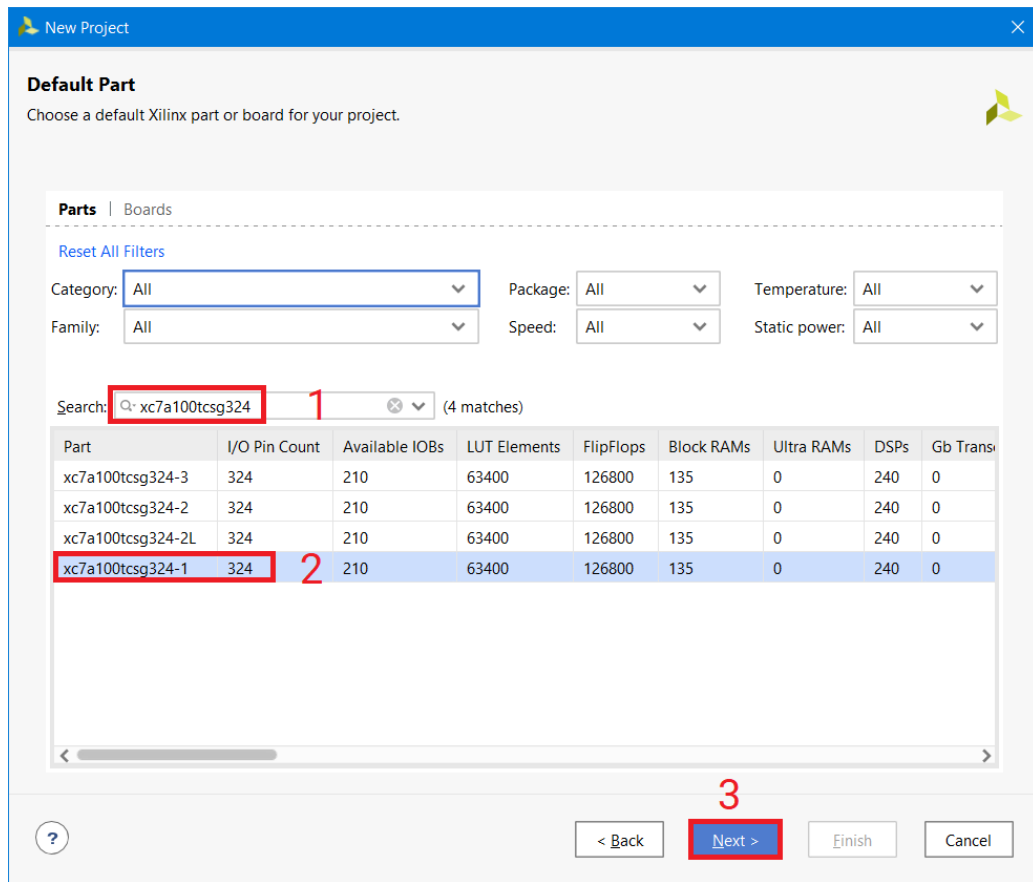 New Project
Default Part
Choose a default Xilinx part or board for your project.
Parts | Boards
Reset All Filters
Category: All Package: All Temperature: All
Family: All Speed: All Static power: All
Search: xc7a100tcsg324 1 (4 matches)
Part I/O Pin Count Available IOBs LUT Elements FlipFlops Block RAMs Ultra RAMs DSPs Gb Trans
xc7a100tcsg324-3 324 210 63400 126800 135 0 240 0
xc7a100tcsg324-2 324 210 63400 126800 135 0 240 0
xc7a100tcsg324-2L 324 210 63400 126800 135 0 240 0
xc7a100tcsg324-1 324 2 210 63400 126800 135 0 240 0
3
? < Back Next > Finish Cancel